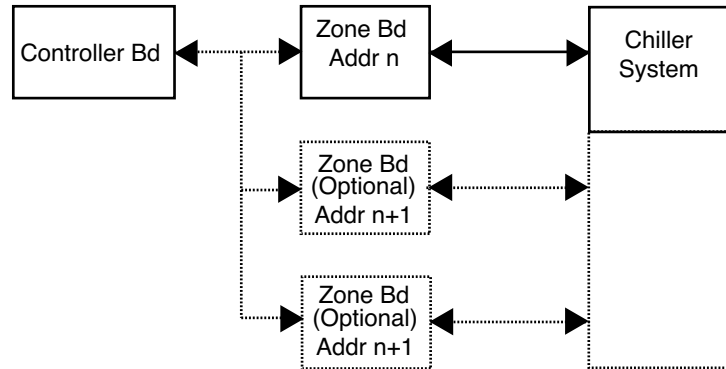 Controller Bd
Zone Bd
Addr n
Chiller
System
Zone Bd
(Optional)
Addr n+1
Zone Bd
(Optional)
Addr n+1